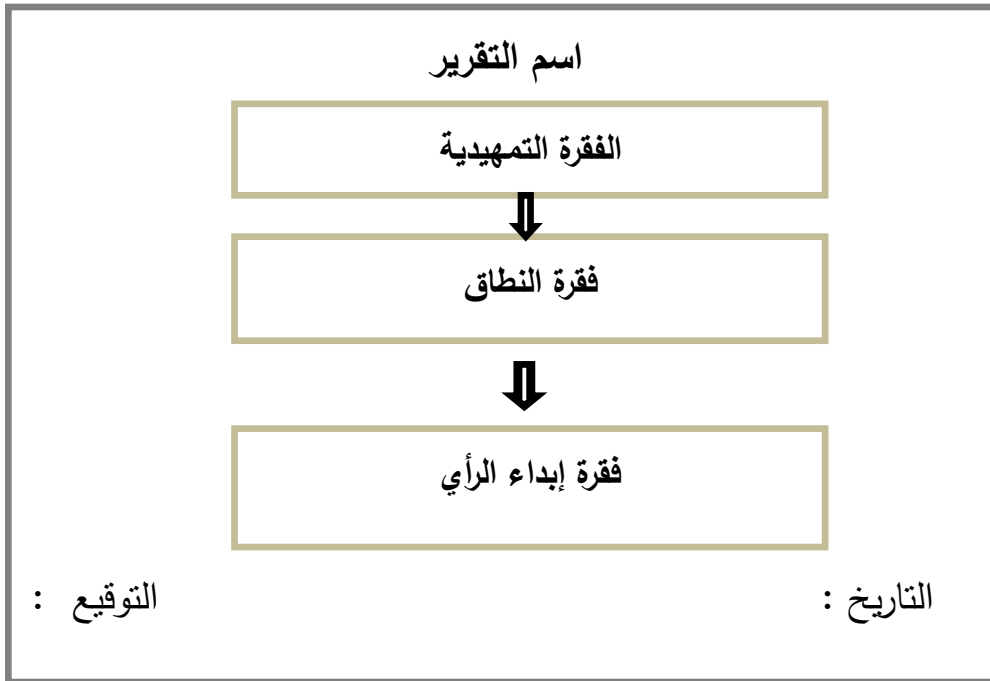 اسم التقرير
الفقرة التمهيدية
فقرة النطاق
فقرة إبداء الرأي
التاريخ : التوقيع :